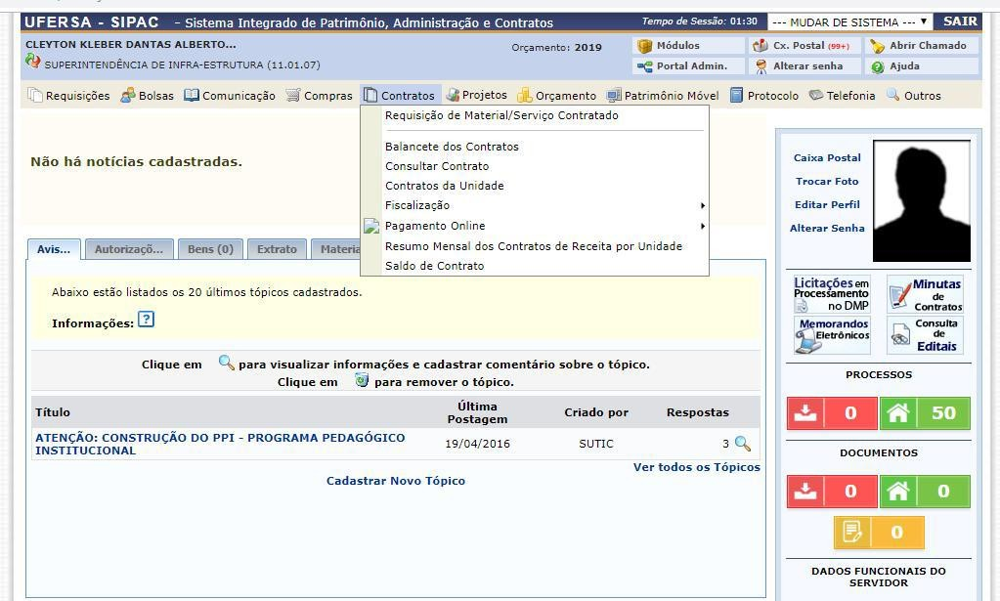 UFERSA - SIPAC - Sistema Integrado de Patrimônio, Administração e Contratos
Tempo de Sessão: 01:30
--- MUDAR DE SISTEMA ---
SAIR
CLEYTON KLEBER DANTAS ALBERTO...
Orçamento: 2019
Módulos
Cx. Postal (99+)
Abrir Chamado
SUPERINTENDÊNCIA DE INFRA-ESTRUTURA (11.01.07)
Portal Admin.
Alterar senha
Ajuda
Requisições Bolsas Comunicação Compras Contratos Projetos Orçamento Patrimônio Móvel Protocolo Telefonia Outros
Requisição de Material/Serviço Contratado
Balancete dos Contratos
Consultar Contrato
Contratos da Unidade
Fiscalização
Pagamento Online
Resumo Mensal dos Contratos de Receita por Unidade
Saldo de Contrato
Não há notícias cadastradas.
Caixa Postal
Trocar Foto
Editar Perfil
Alterar Senha
Avis... Autorizaçõ... Bens (0) Extrato Materia
Abaixo estão listados os 20 últimos tópicos cadastrados.
Informações: ?
Clique em para visualizar informações e cadastrar comentário sobre o tópico.
Clique em para remover o tópico.
Título
Última
Postagem
Criado por
Respostas
ATENÇÃO: CONSTRUÇÃO DO PPI - PROGRAMA PEDAGÓGICO
INSTITUCIONAL
19/04/2016
SUTIC
3
Ver todos os Tópicos
Cadastrar Novo Tópico
Licitações em
Processamento
no DMP
Minutas
de
Contratos
Memorandos
Eletrônicos
Consulta
de
Editais
PROCESSOS
0
50
DOCUMENTOS
0
0
0
DADOS FUNCIONAIS DO
SERVIDOR